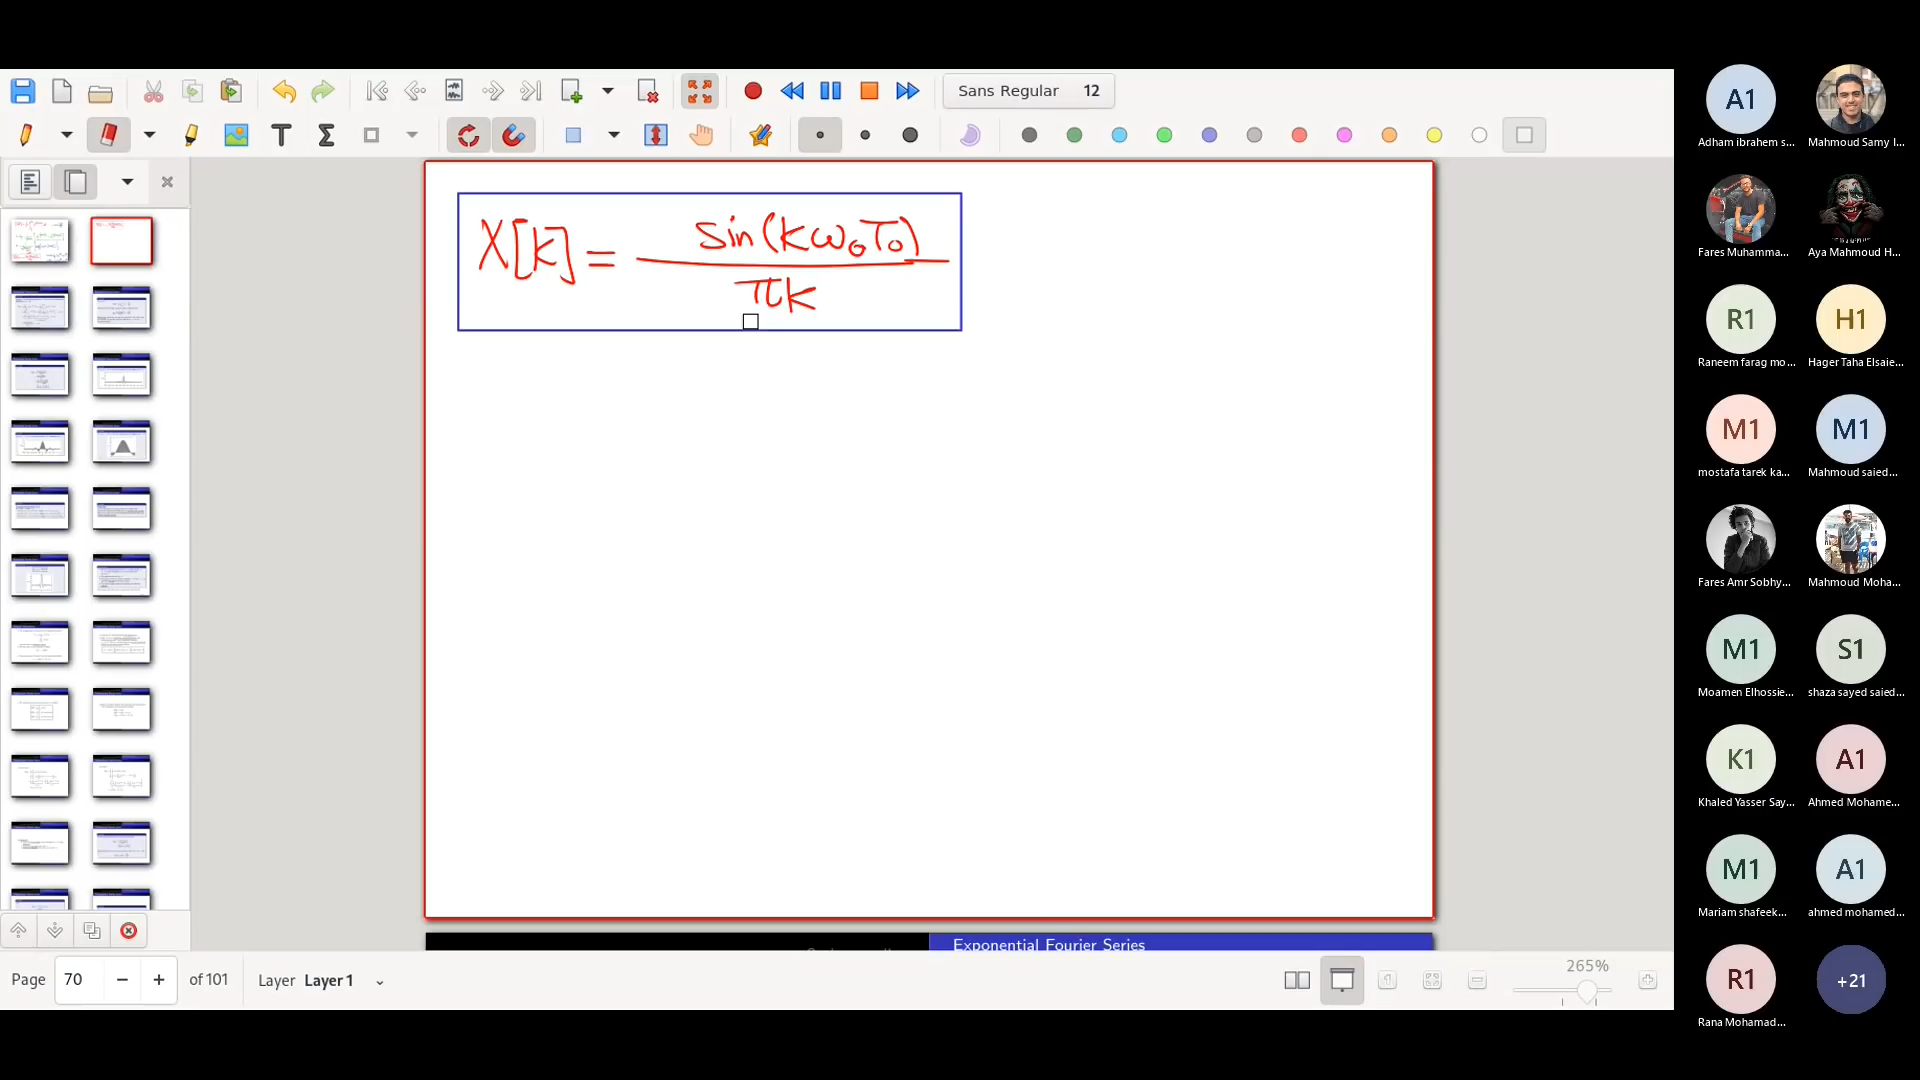 Sans Regular 12
X[k] = sin(kω₀T₀) / πk
Exponential Fourier Series
Page 70 of 101 Layer Layer 1
265%
A1
Adham ibrahem s...
Mahmoud Samy I...
Fares Muhamma...
Aya Mahmoud H...
R1 H1
Raneem farag mo...
Hager Taha Elsaie...
M1 M1
mostafa tarek ka...
Mahmoud saied...
Fares Amr Sobhy...
Mahmoud Moha...
M1 S1
Moamen Elhossie...
shaza sayed saied...
K1 A1
Khaled Yasser Say...
Ahmed Mohame...
M1 A1
Mariam shafeek...
ahmed mohamed...
R1 +21
Rana Mohamad...